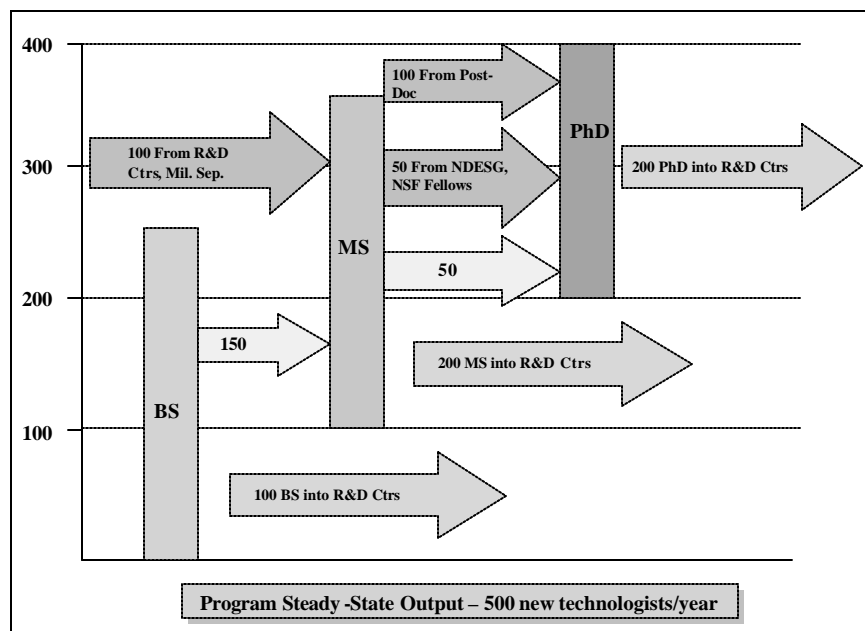 400
100 From Post-
Doc
PhD
100 From R&D
Ctrs, Mil. Sep.
300
50 From NDESG,
NSF Fellows
200 PhD into R&D Ctrs
MS
50
200
150
200 MS into R&D Ctrs
BS
100
100 BS into R&D Ctrs
Program Steady -State Output – 500 new technologists/year